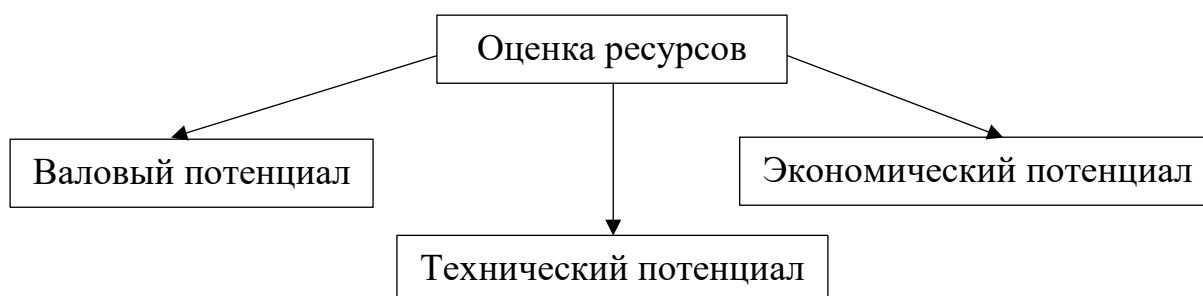 Оценка ресурсов
Валовый потенциал
Экономический потенциал
Технический потенциал